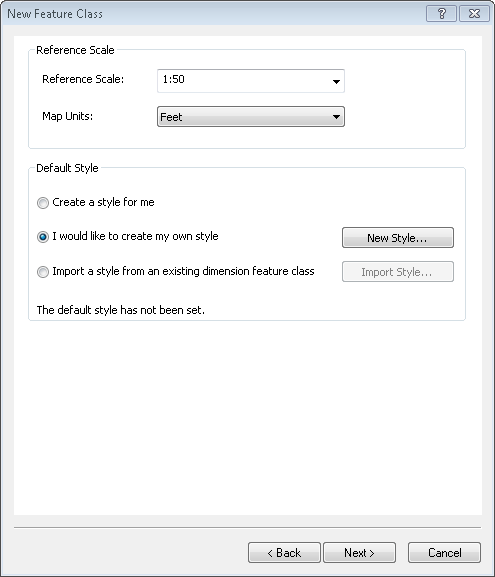 New Feature Class
Reference Scale
Reference Scale: 1:50
Map Units: Feet
Default Style
Create a style for me
I would like to create my own style New Style...
Import a style from an existing dimension feature class Import Style...
The default style has not been set.
< Back Next > Cancel